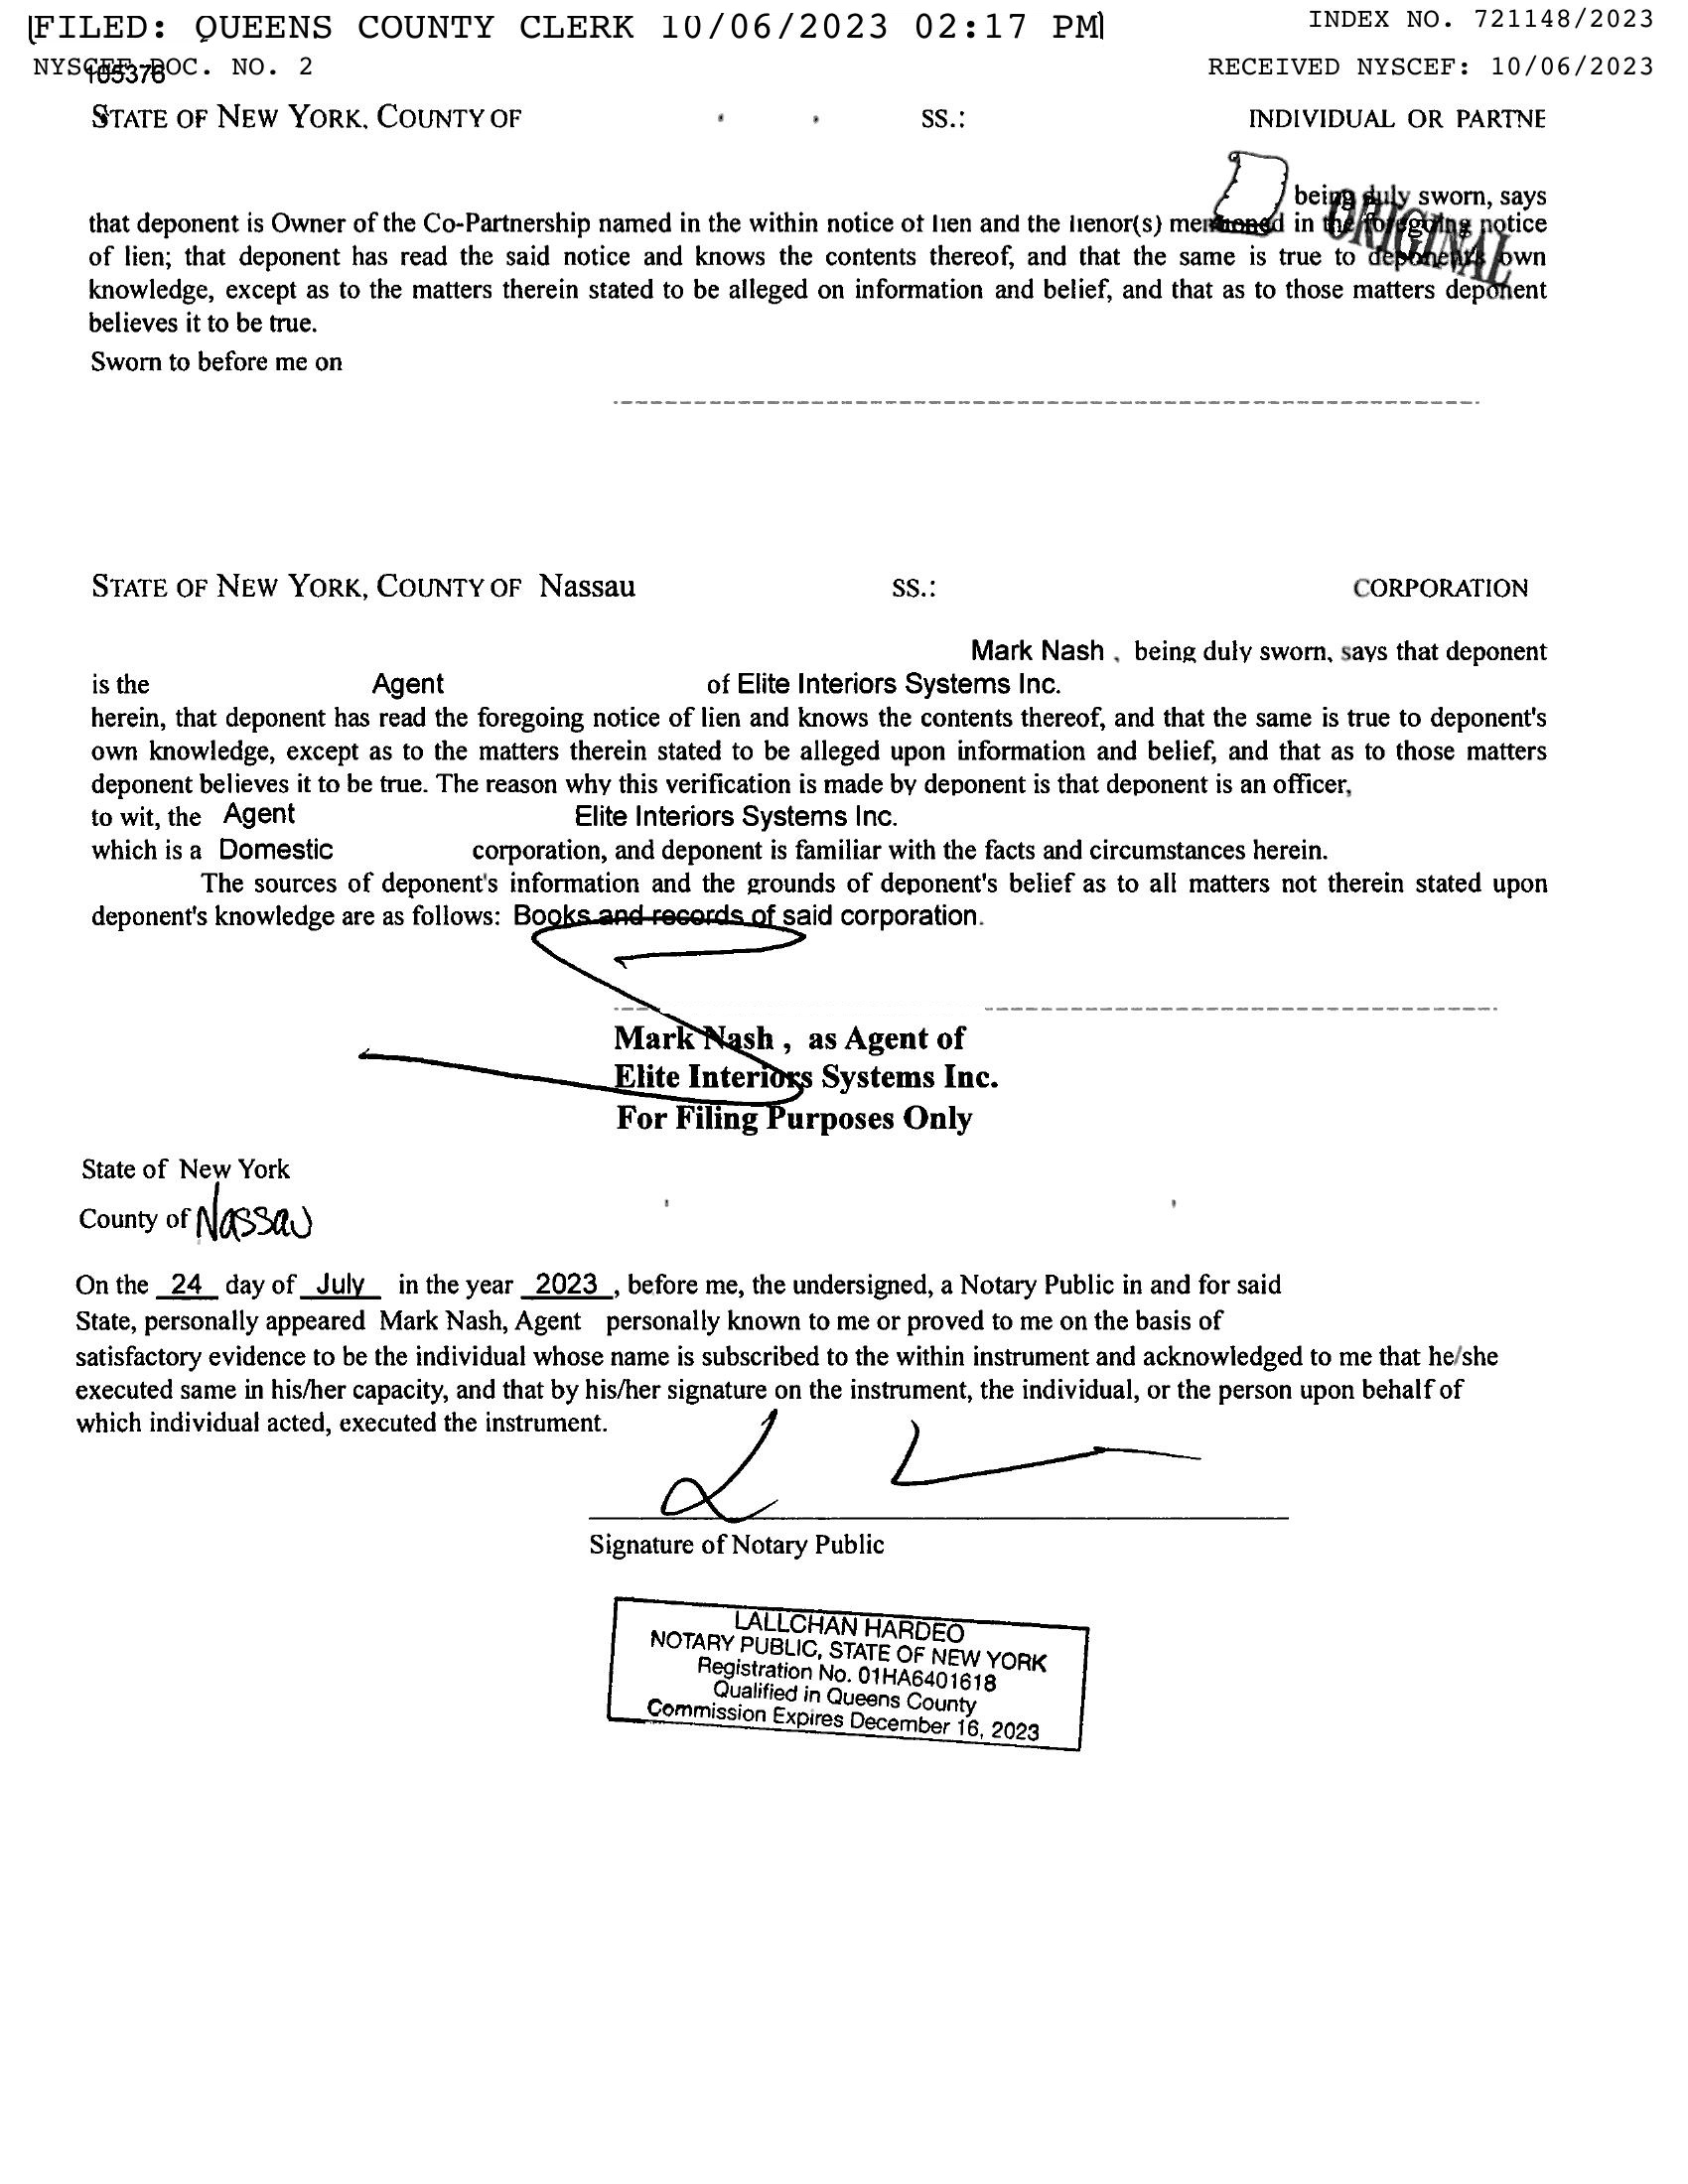 FILED: QUEENS COUNTY CLERK 10/06/2023 02:17 PM
INDEX NO. 721148/2023
NYSCEF DOC. NO. 2
RECEIVED NYSCEF: 10/06/2023
105376
STATE OF NEW YORK, COUNTY OF SS.: INDIVIDUAL OR PARTNE
being duly sworn, says
ORIGINAL
that deponent is Owner of the Co-Partnership named in the within notice of lien and the lienor(s) mentioned in the foregoing notice
of lien; that deponent has read the said notice and knows the contents thereof, and that the same is true to deponent's own
knowledge, except as to the matters therein stated to be alleged on information and belief, and that as to those matters deponent
believes it to be true.
Sworn to before me on
STATE OF NEW YORK, COUNTY OF Nassau SS.: CORPORATION
Mark Nash , being duly sworn, says that deponent
is the Agent of Elite Interiors Systems Inc.
herein, that deponent has read the foregoing notice of lien and knows the contents thereof, and that the same is true to deponent's
own knowledge, except as to the matters therein stated to be alleged upon information and belief, and that as to those matters
deponent believes it to be true. The reason why this verification is made by deponent is that deponent is an officer,
to wit, the Agent Elite Interiors Systems Inc.
which is a Domestic corporation, and deponent is familiar with the facts and circumstances herein.
The sources of deponent's information and the grounds of deponent's belief as to all matters not therein stated upon
deponent's knowledge are as follows: Books and records of said corporation.
Mark Nash , as Agent of
Elite Interiors Systems Inc.
For Filing Purposes Only
State of New York
County of Nassau
On the 24 day of July in the year 2023 , before me, the undersigned, a Notary Public in and for said
State, personally appeared Mark Nash, Agent personally known to me or proved to me on the basis of
satisfactory evidence to be the individual whose name is subscribed to the within instrument and acknowledged to me that he/she
executed same in his/her capacity, and that by his/her signature on the instrument, the individual, or the person upon behalf of
which individual acted, executed the instrument.
Signature of Notary Public
LALLCHAN HARDEO
NOTARY PUBLIC, STATE OF NEW YORK
Registration No. 01HA6401618
Qualified in Queens County
Commission Expires December 16, 2023